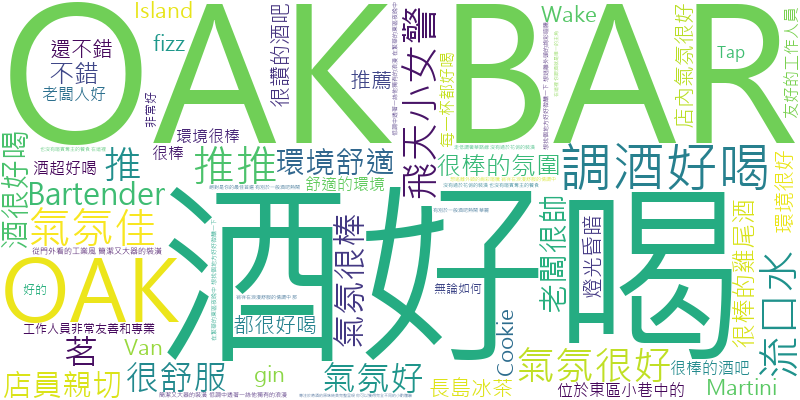 OAK BAR
Island
Wake
fizz
還不錯
不錯
老闆人好
很讚的酒吧
推薦
飛天小女警
每一杯都好喝
Tap
店內氣氛很好
友好的工作人員
非常好
環境很棒
很棒
酒超好喝
推
推推
環境舒適
舒適的環境
很棒的氛圍
調酒好喝
酒很好喝
Bartender
氣氛佳
從門外看的工業風 簡潔又大器的裝潢
OAK
好的
酒好喝
氣氛很棒
老闆很帥
燈光昏暗
很棒的雞尾酒
環境很好
流口水
無論如何
工作人員非常友善和專業
都很好喝
Cookie
Van
店員親切
很舒服
gin
氣氛好
長島冰茶
氣氛很好
很棒的酒吧
位於東區小巷中的
Martini